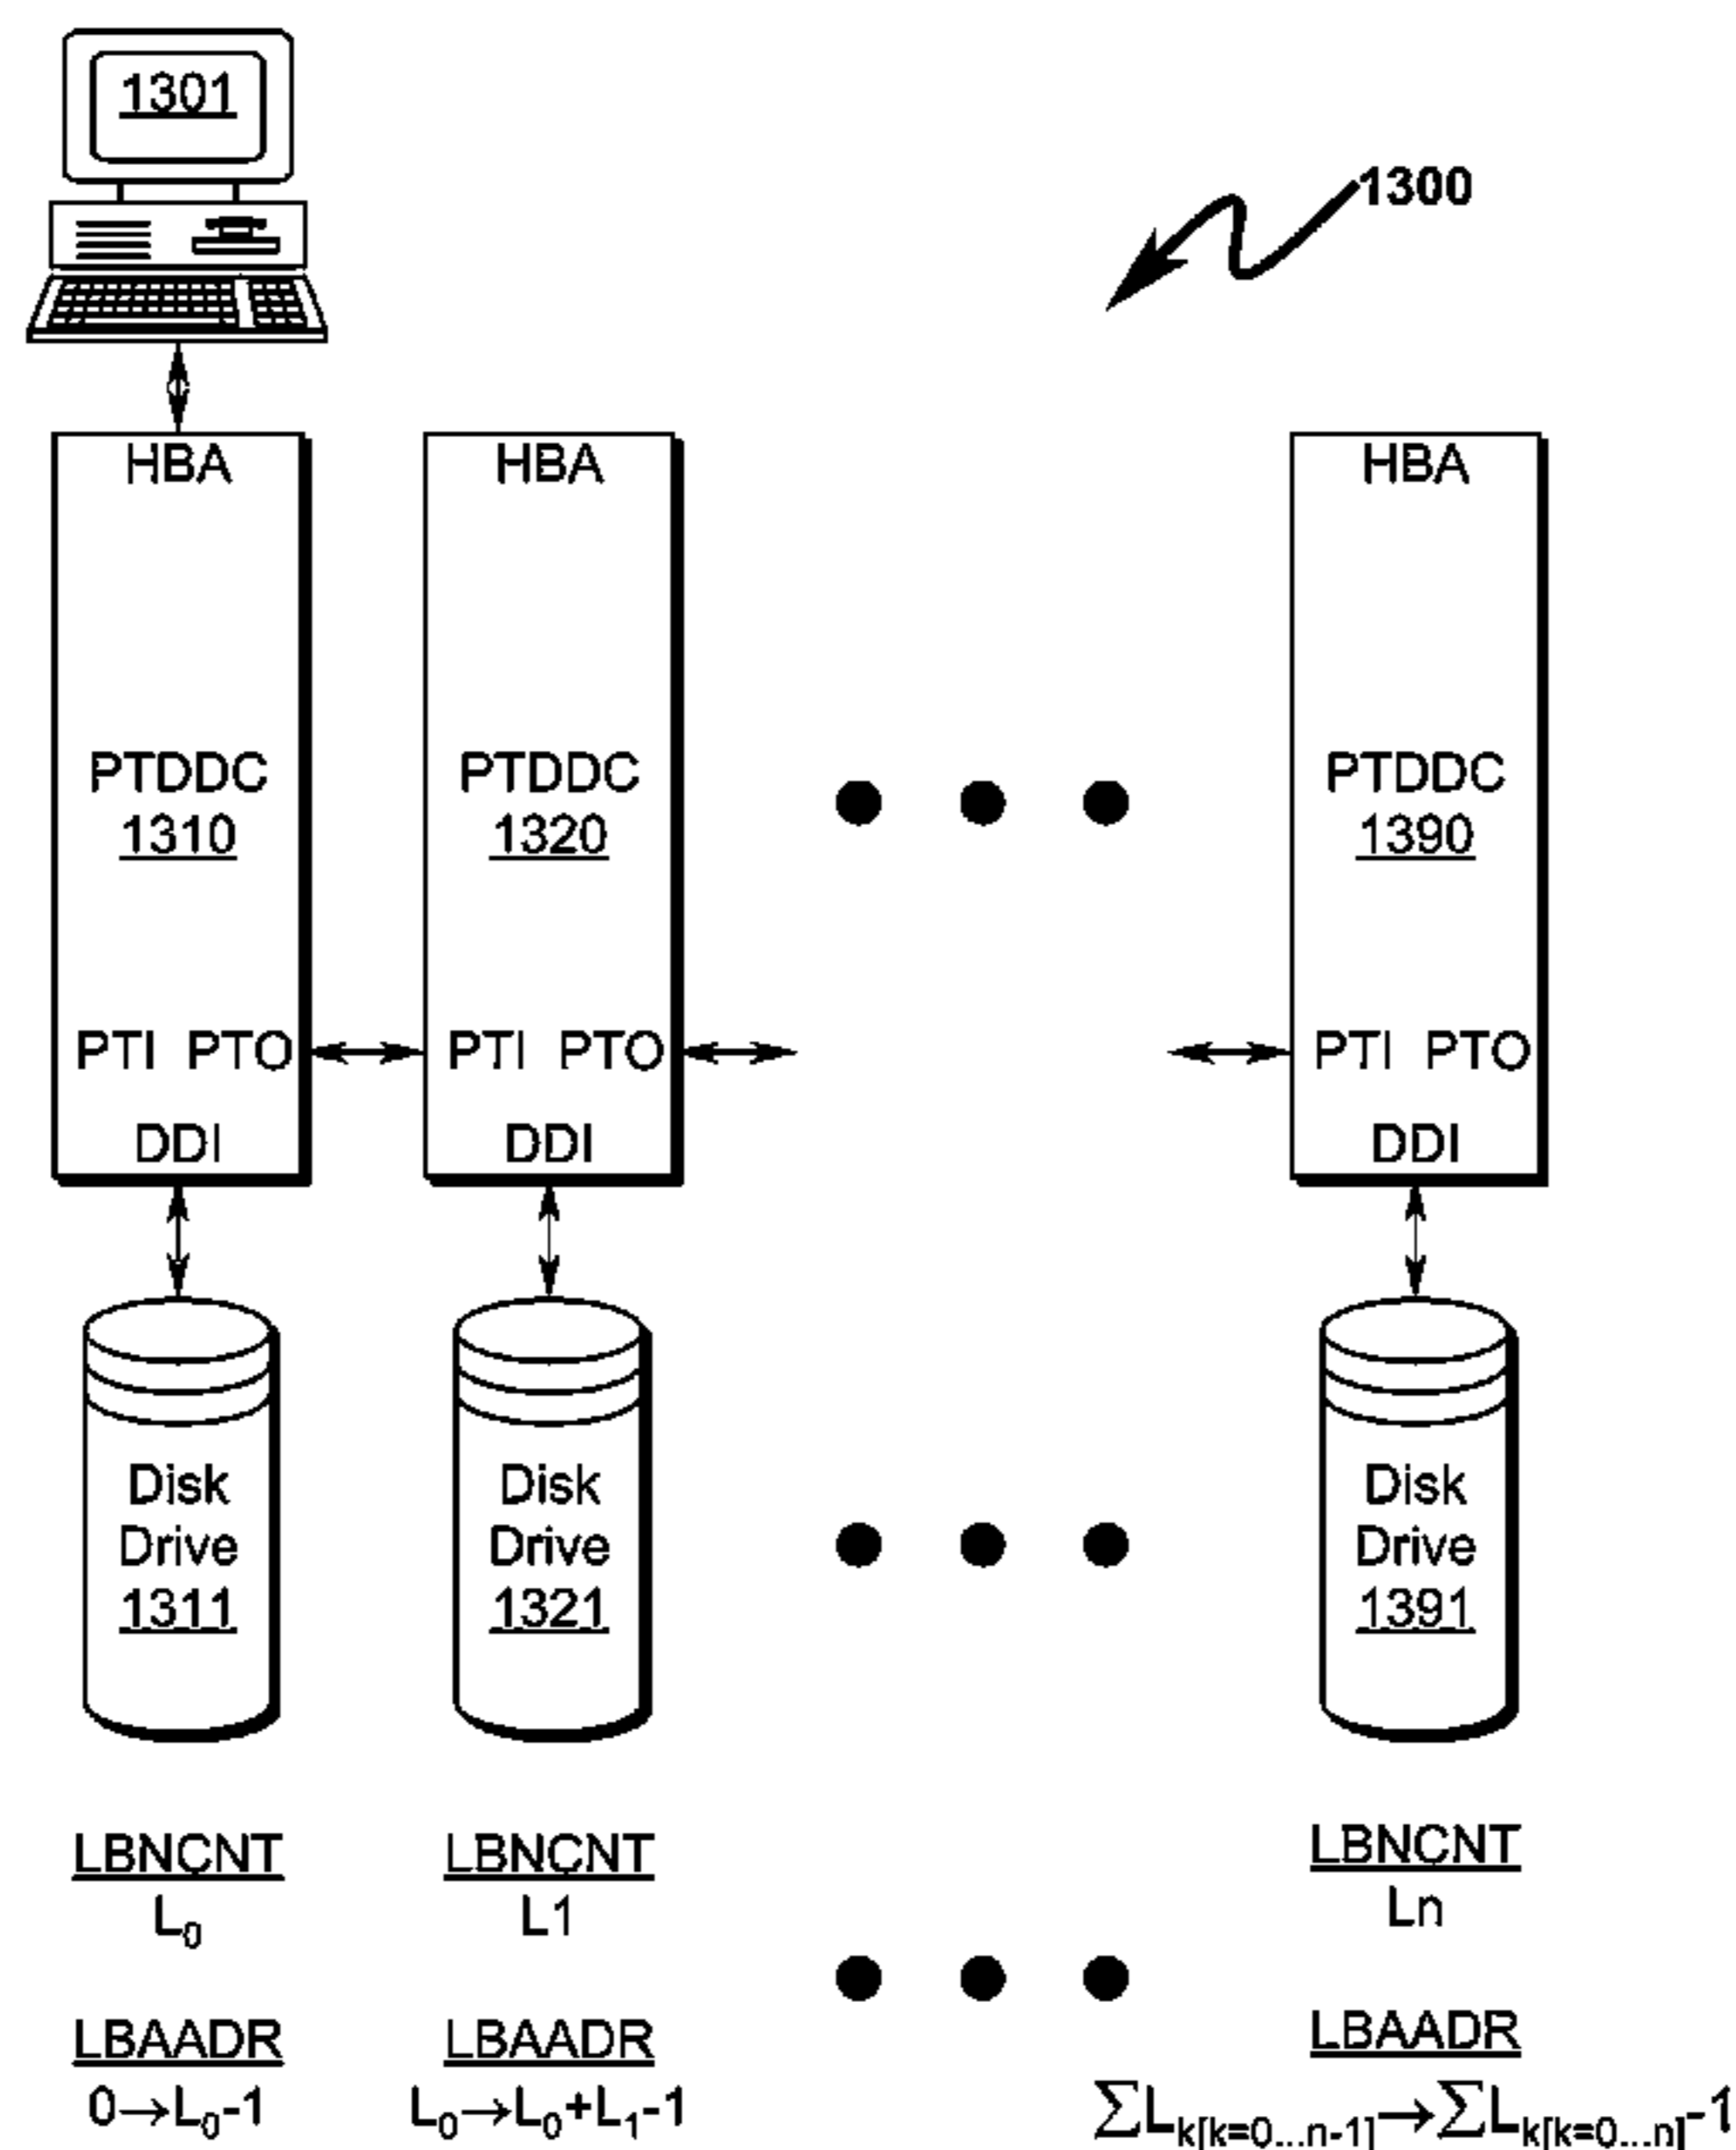 1301
1300
HBA
HBA
HBA
PTDDC
1310
PTDDC
1320
PTDDC
1390
PTI PTO
PTI PTO
PTI PTO
DDI
DDI
DDI
Disk
Drive
1311
Disk
Drive
1321
Disk
Drive
1391
LBNCNT
L₀
LBNCNT
L1
LBNCNT
Ln
LBAADR
0→L₀-1
LBAADR
L₀→L₀+L₁-1
LBAADR
∑Lk[k=0...n-1]→∑Lk[k=0...n]-1